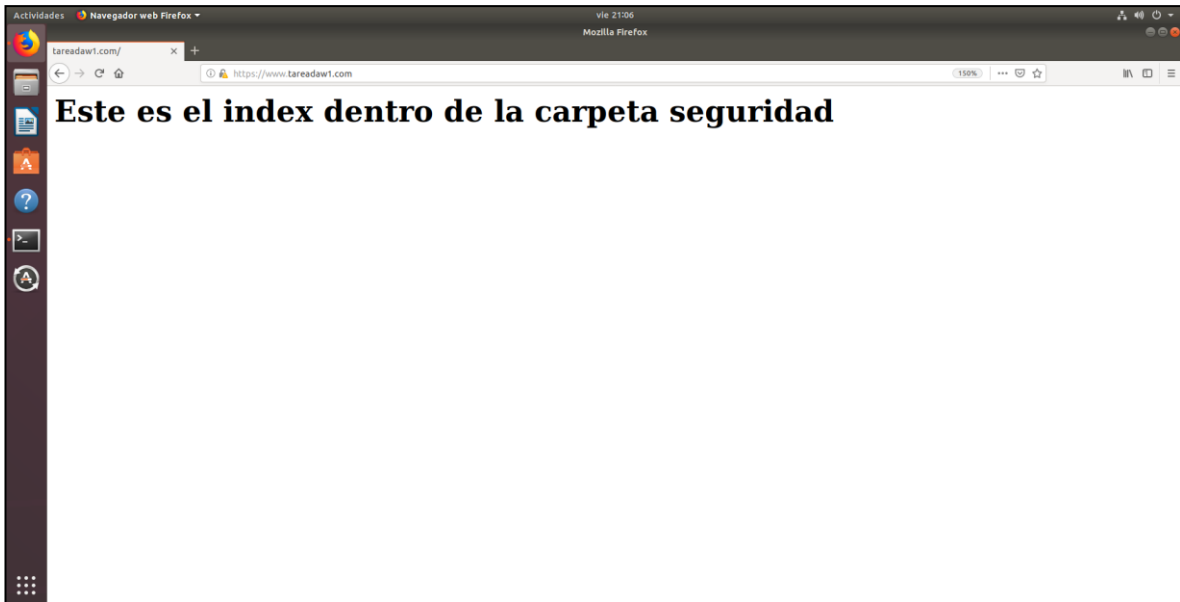 Actividades Navegador web Firefox vie 21:06
Mozilla Firefox
tareadaw1.com/
https://www.tareadaw1.com 150%
Este es el index dentro de la carpeta seguridad